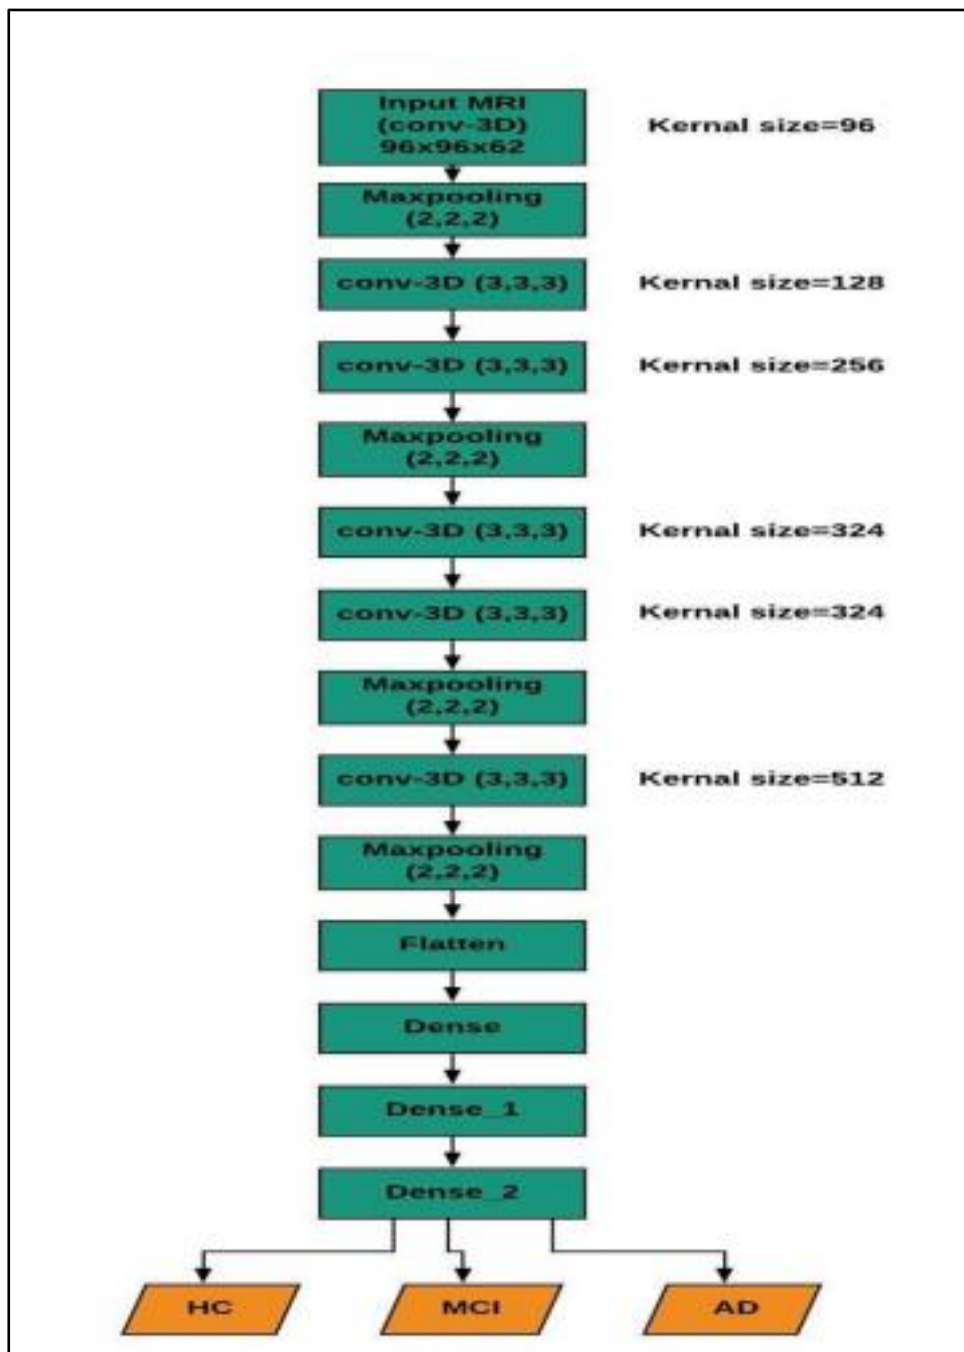 Input MRI
(conv-3D)
96x96x62
Kernal size=96
Maxpooling
(2,2,2)
conv-3D (3,3,3)
Kernal size=128
conv-3D (3,3,3)
Kernal size=256
Maxpooling
(2,2,2)
conv-3D (3,3,3)
Kernal size=324
conv-3D (3,3,3)
Kernal size=324
Maxpooling
(2,2,2)
conv-3D (3,3,3)
Kernal size=512
Maxpooling
(2,2,2)
Flatten
Dense
Dense_1
Dense_2
HC
MCI
AD